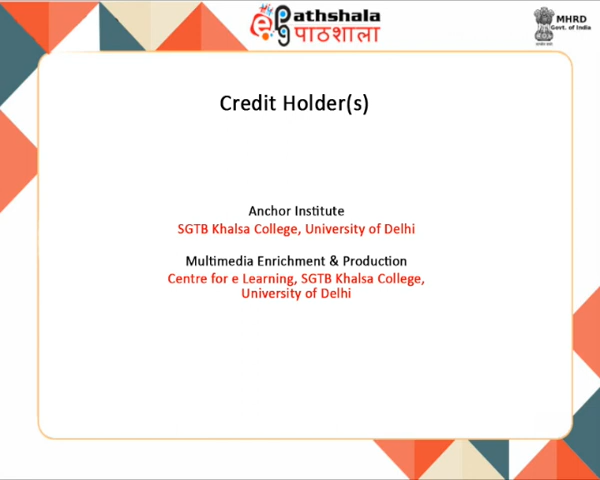 Pathshala
पाठशाला
MHRD
Govt. of India
Credit Holder(s)
Anchor Institute
SGTB Khalsa College, University of Delhi
Multimedia Enrichment & Production
Centre for e Learning, SGTB Khalsa College,
University of Delhi